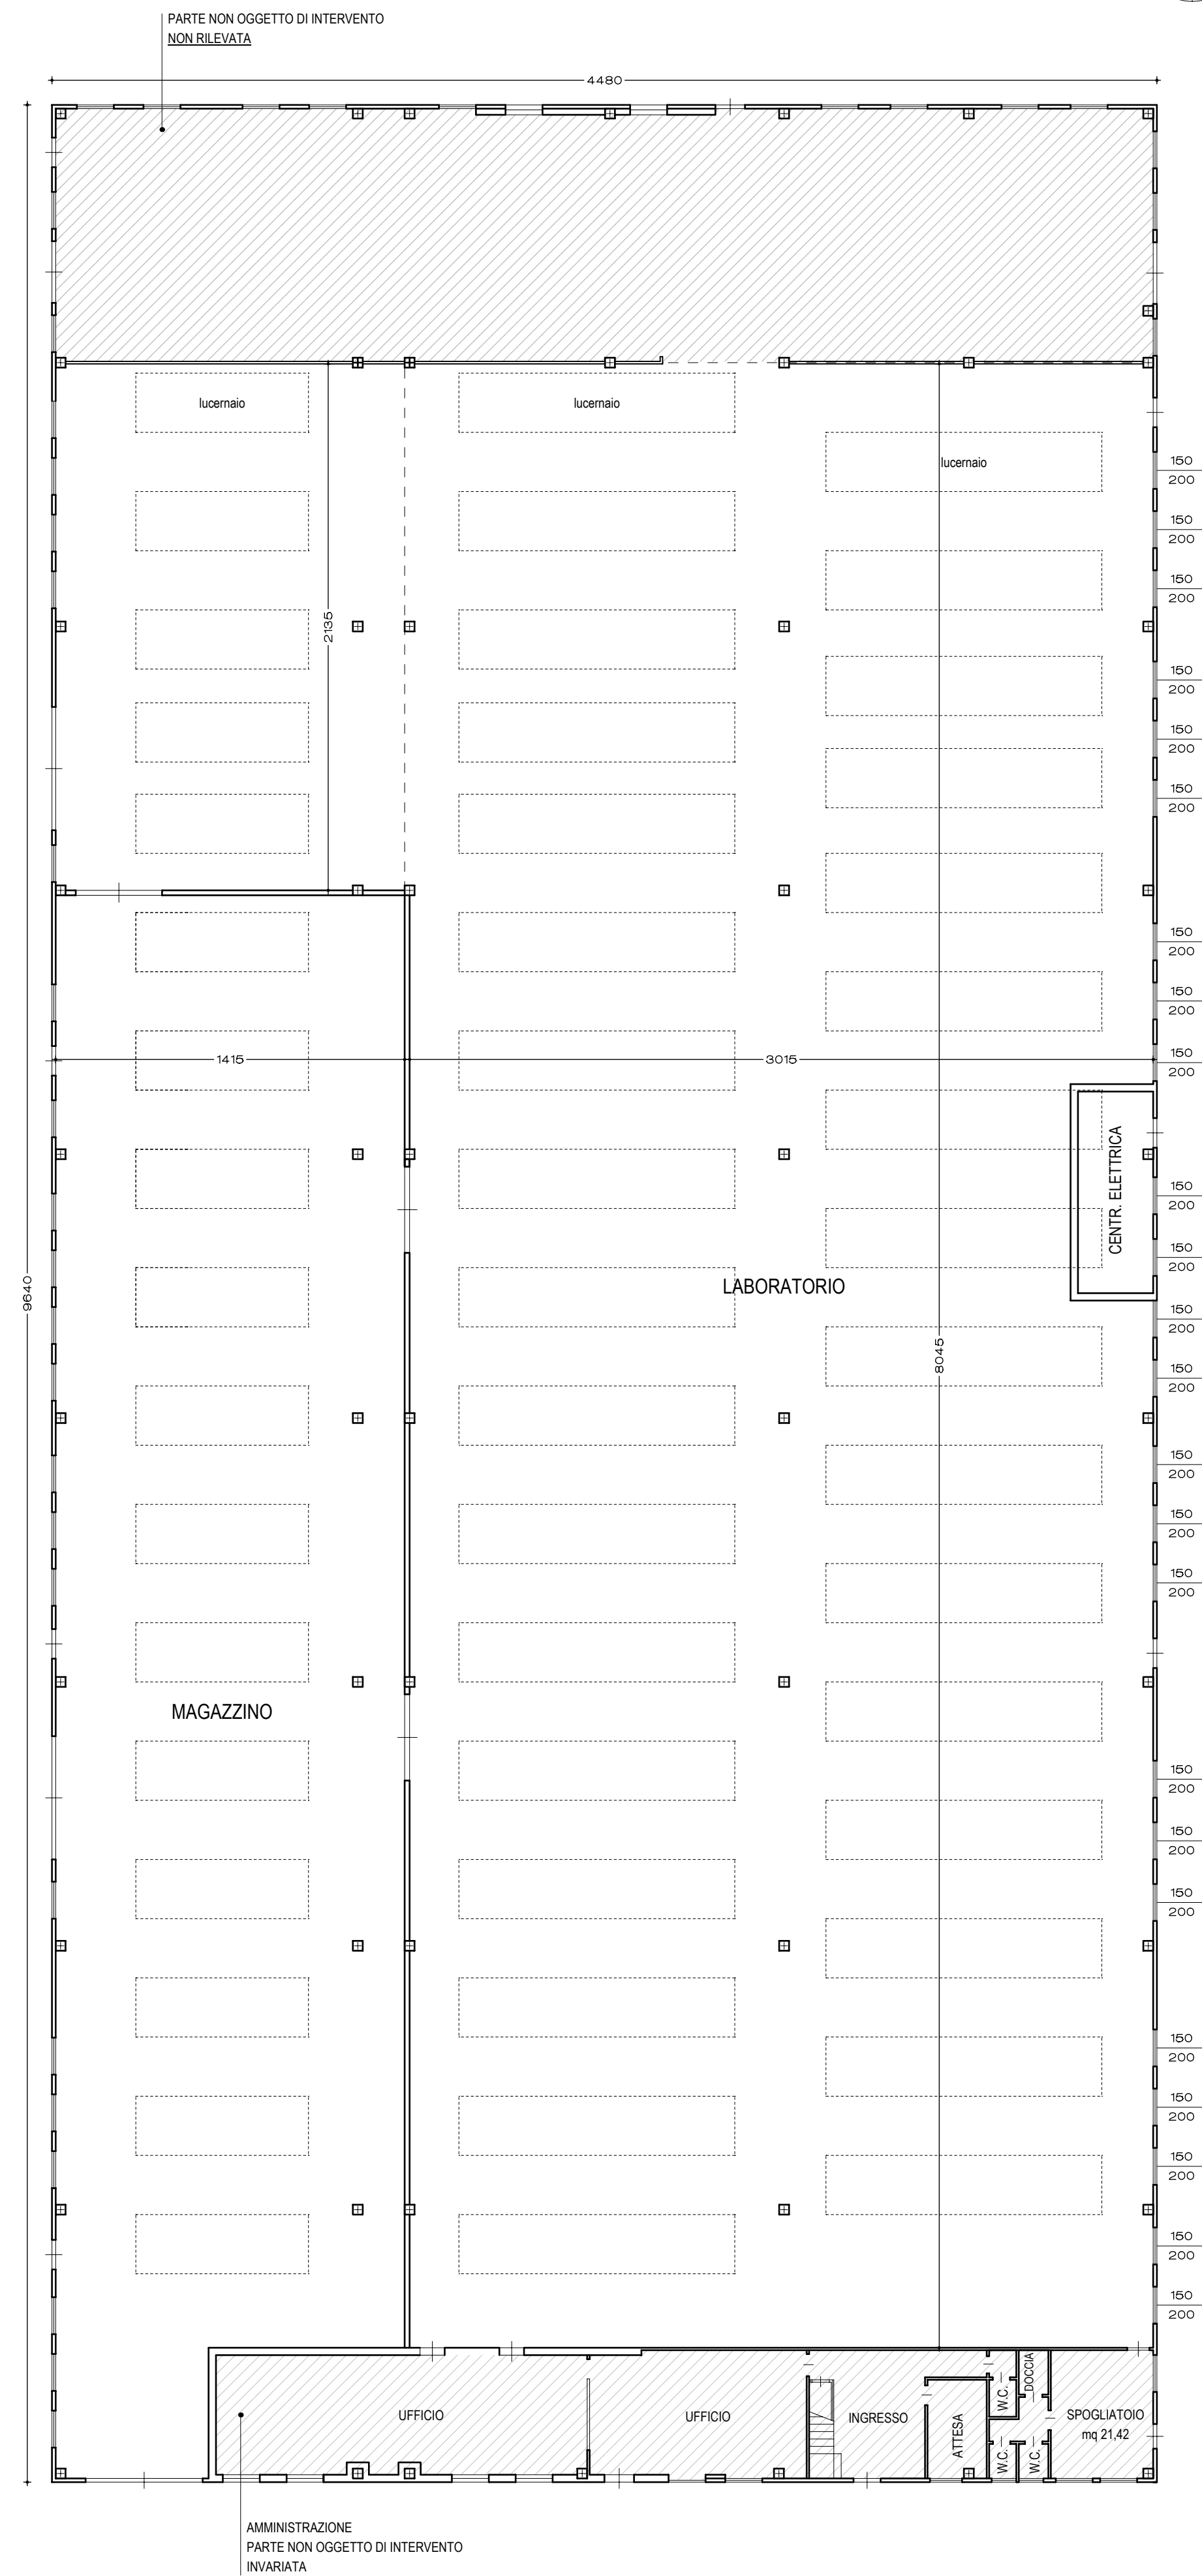 PARTE NON OGGETTO DI INTERVENTO
NON RILEVATA
4480
lucernaio
lucernaio
lucernaio
150
200
150
200
150
200
2135
150
200
150
200
150
200
150
200
150
200
1415
3015
150
200
CENTR. ELETTRICA
150
200
150
200
9640
LABORATORIO
150
200
8045
150
200
150
200
150
200
150
200
MAGAZZINO
150
200
150
200
150
200
150
200
150
200
150
200
150
200
150
200
UFFICIO
UFFICIO
INGRESSO
ATTESA
W.C.
DOCCIA
W.C.
W.C.
SPOGLIATOIO
mq 21,42
AMMINISTRAZIONE
PARTE NON OGGETTO DI INTERVENTO
INVARIATA